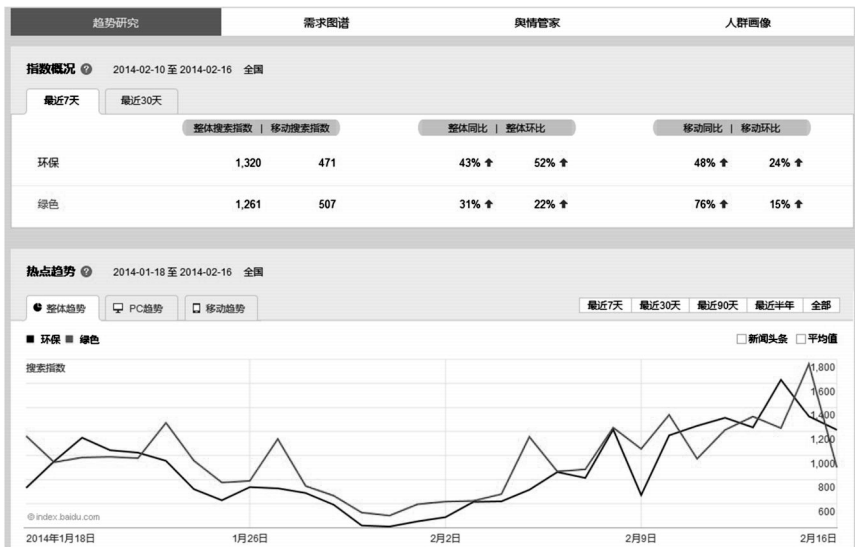 趋势研究 需求图谱 舆情管家 人群画像
指数概况 ? 2014-02-10 至 2014-02-16 全国
最近7天 最近30天
整体搜索指数 | 移动搜索指数 整体同比 | 整体环比 移动同比 | 移动环比
环保 1,320 471 43% ↑ 52% ↑ 48% ↑ 24% ↑
绿色 1,261 507 31% ↑ 22% ↑ 76% ↑ 15% ↑
热点趋势 ? 2014-01-18 至 2014-02-16 全国
整体趋势 PC趋势 移动趋势 最近7天 最近30天 最近90天 最近半年 全部
环保 绿色 新闻头条 平均值
搜索指数
1,800
1,600
1,400
1,200
1,000
800
600
©index.baidu.com
2014年1月18日 1月26日 2月2日 2月9日 2月16日